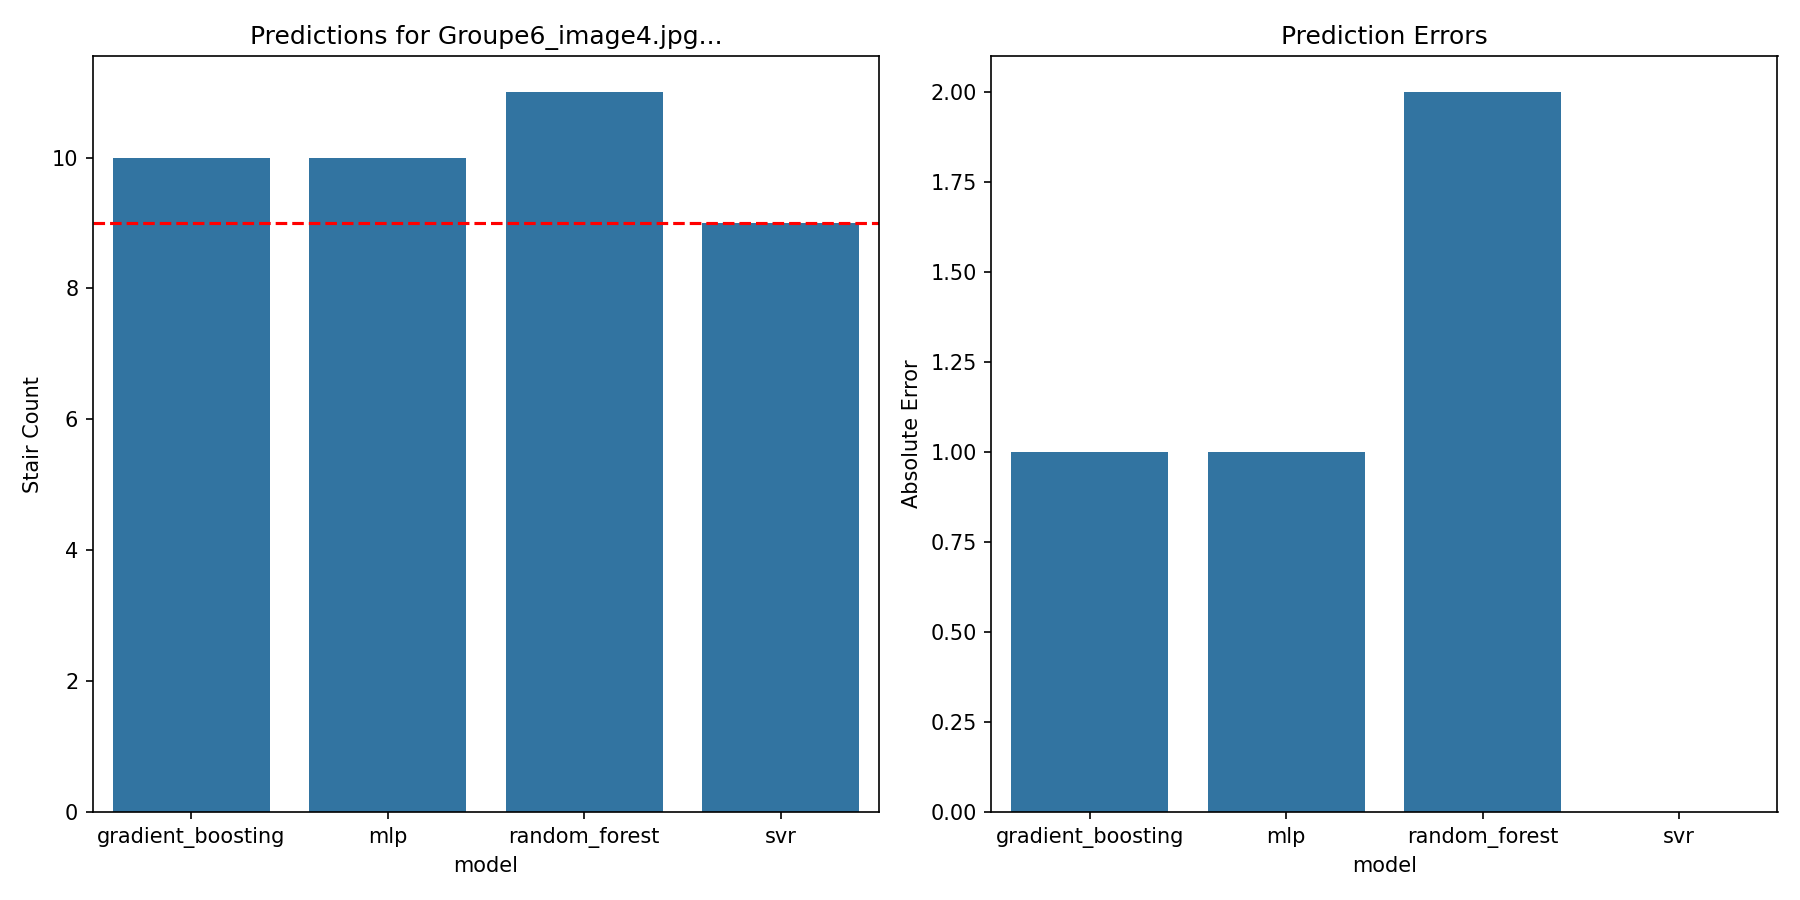 Predictions for Groupe6_image4.jpg...
Stair Count
10
8
6
4
2
0
gradient_boosting mlp random_forest svr
model
Prediction Errors
Absolute Error
2.00
1.75
1.50
1.25
1.00
0.75
0.50
0.25
0.00
gradient_boosting mlp random_forest svr
model